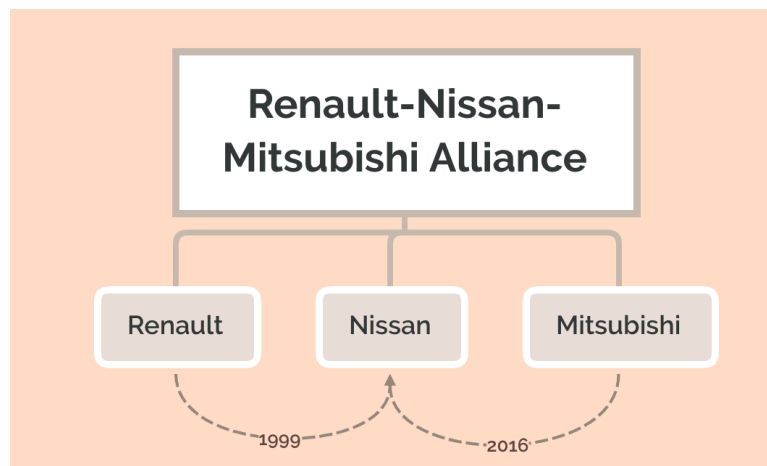 Renault-Nissan-
Mitsubishi Alliance
Renault
Nissan
Mitsubishi
1999
2016